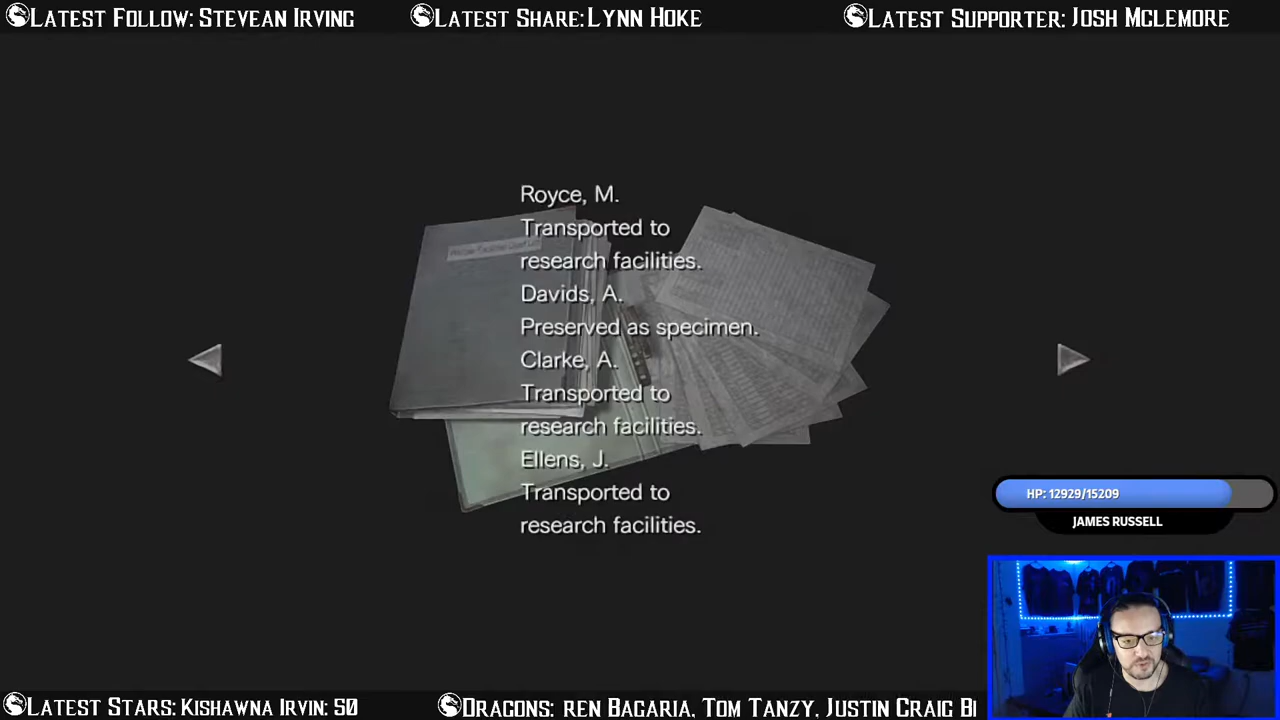 Latest Follow: Stevean Irving
Latest Share: Lynn Hoke
Latest Supporter: Josh Mclemore
Royce, M.
Transported to
research facilities.
Davids, A.
Preserved as specimen.
Clarke, A.
Transported to
research facilities.
Ellens, J.
Transported to
research facilities.
HP: 12929/15209
JAMES RUSSELL
Latest Stars: Kishawna Irvin: 50
Dragons: ren Bagaria, Tom Tanzy, Justin Craig Bi